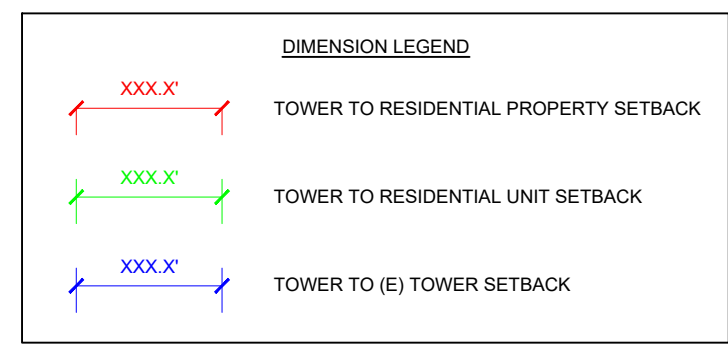 DIMENSION LEGEND
XXX.X'
TOWER TO RESIDENTIAL PROPERTY SETBACK
XXX.X'
TOWER TO RESIDENTIAL UNIT SETBACK
XXX.X'
TOWER TO (E) TOWER SETBACK